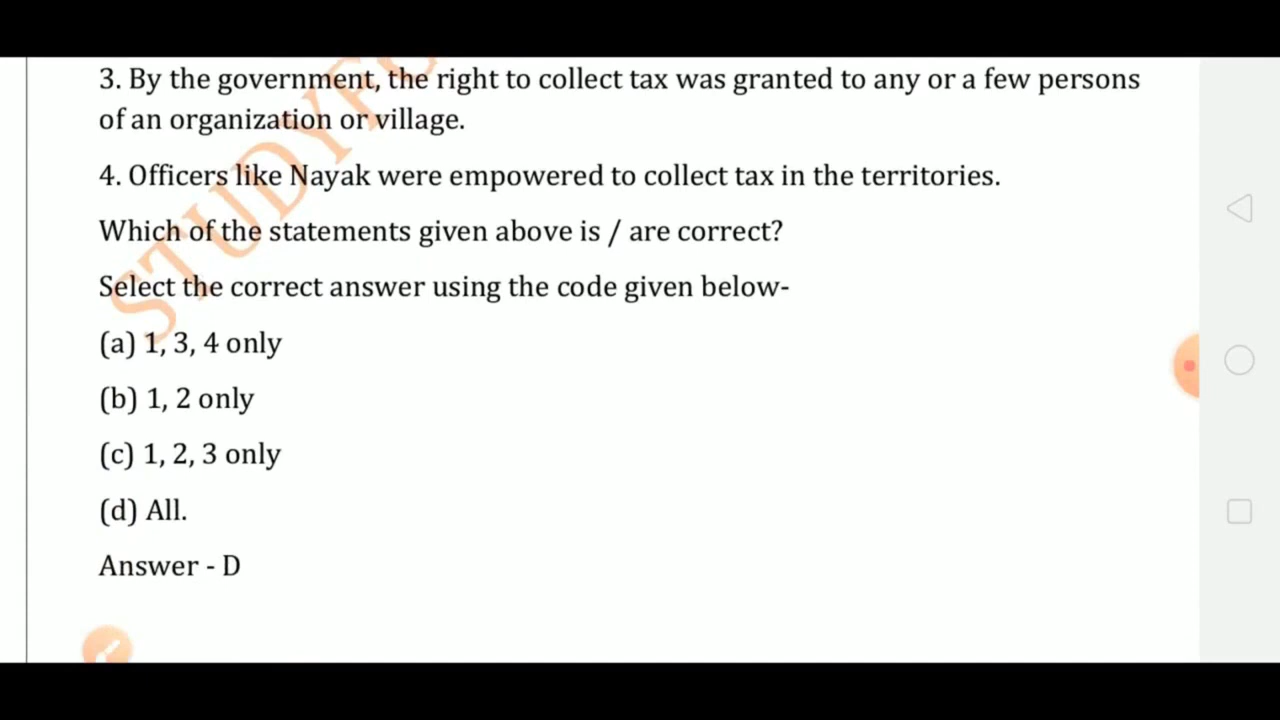 3. By the government, the right to collect tax was granted to any or a few persons
of an organization or village.
4. Officers like Nayak were empowered to collect tax in the territories.
Which of the statements given above is / are correct?
Select the correct answer using the code given below-
(a) 1, 3, 4 only
(b) 1, 2 only
(c) 1, 2, 3 only
(d) All.
Answer - D
STUDYF